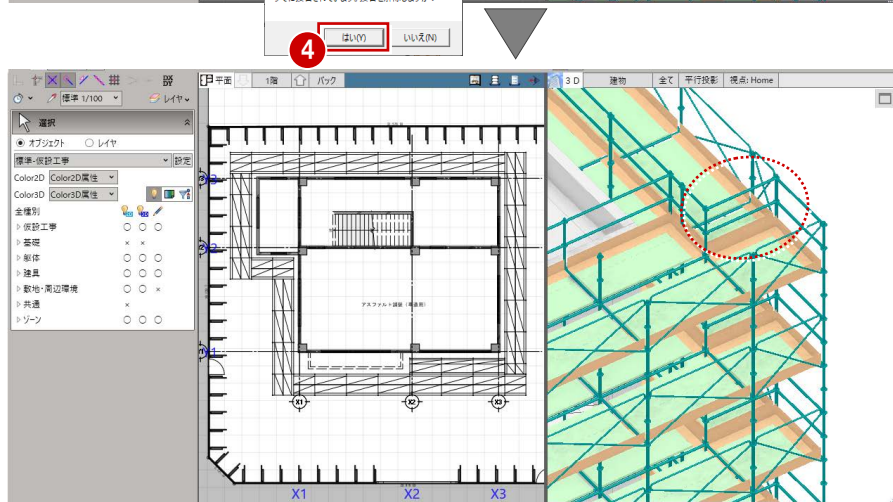 4
はい(Y)
いいえ(N)
平面
1階
バック
3 D
建物
全て
平行投影
視点: Home
標準 1/100
レイヤ
選択
オブジェクト
レイヤ
標準-仮設工事
設定
Color2D
Color2D属性
Color3D
Color3D属性
全種別
仮設工事
基礎
躯体
建具
敷地・周辺環境
共通
ゾーン
X1
X2
X3
X1
X2
X3